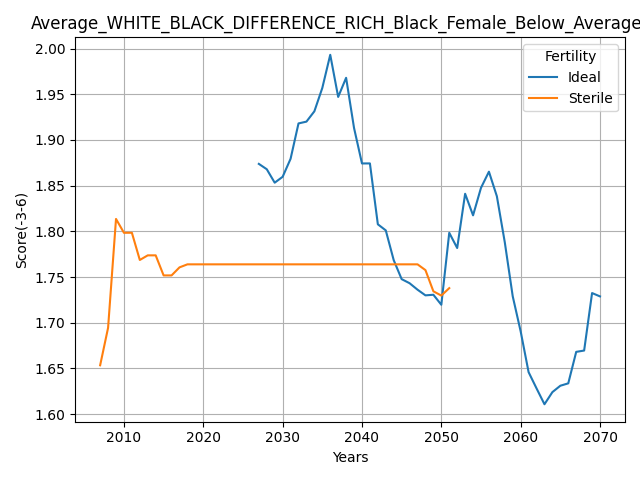 Average_WHITE_BLACK_DIFFERENCE_RICH_Black_Female_Below_Average
Fertility
Ideal
Sterile
Score(-3-6)
2.00
1.95
1.90
1.85
1.80
1.75
1.70
1.65
1.60
2010 2020 2030 2040 2050 2060 2070
Years